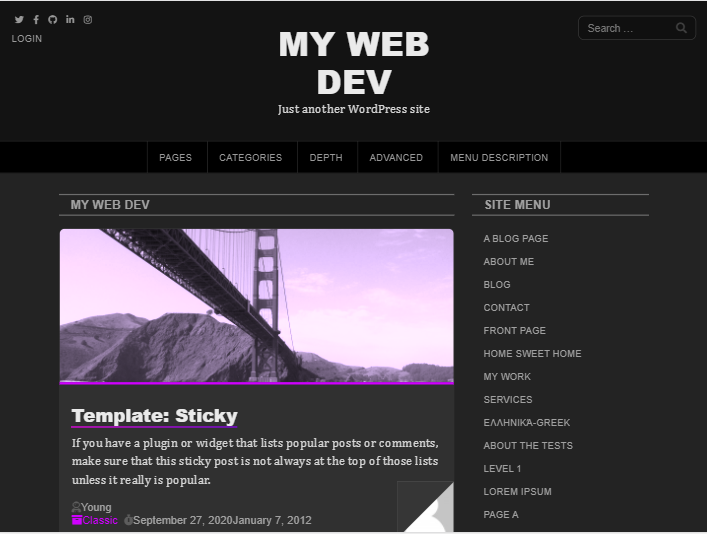 LOGIN
MY WEB
DEV
Just another WordPress site
Search ...
PAGES CATEGORIES DEPTH ADVANCED MENU DESCRIPTION
MY WEB DEV
Template: Sticky
If you have a plugin or widget that lists popular posts or comments,
make sure that this sticky post is not always at the top of those lists
unless it really is popular.
Young
Classic September 27, 2020January 7, 2012
SITE MENU
A BLOG PAGE
ABOUT ME
BLOG
CONTACT
FRONT PAGE
HOME SWEET HOME
MY WORK
SERVICES
ΕΛΛΗΝΙΚΆ-GREEK
ABOUT THE TESTS
LEVEL 1
LOREM IPSUM
PAGE A